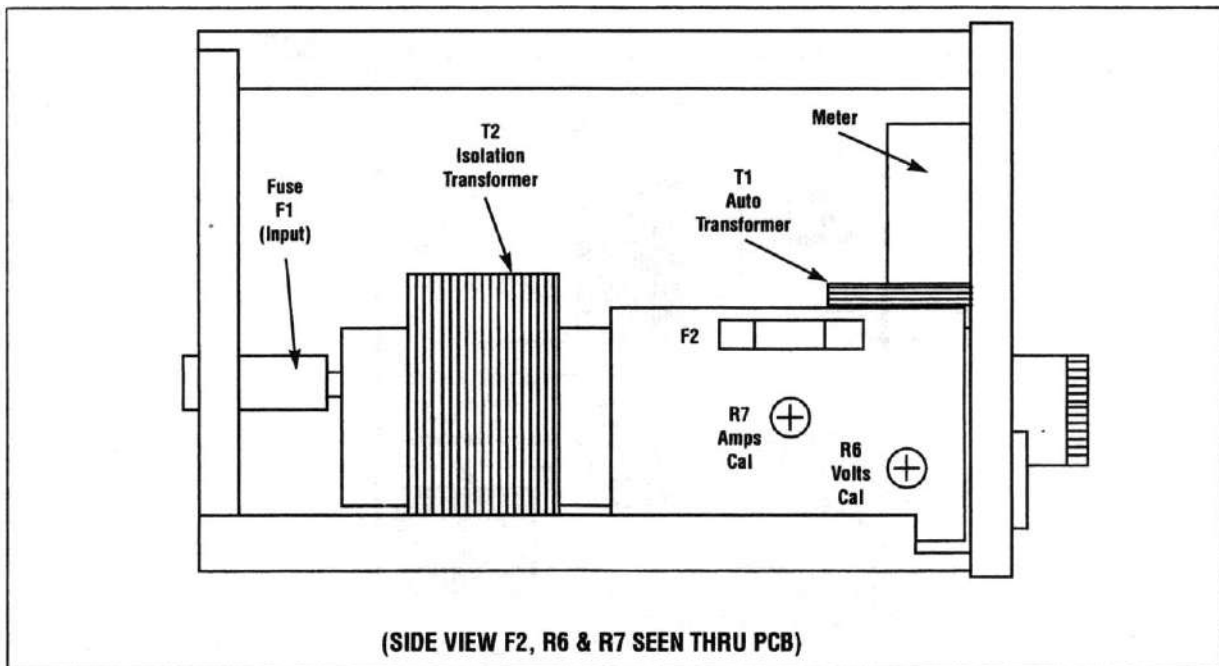 Meter
T2
Isolation
Transformer
T1
Auto
Transformer
Fuse
F1
(Input)
F2
R7
Amps
Cal
R6
Volts
Cal
(SIDE VIEW F2, R6 & R7 SEEN THRU PCB)